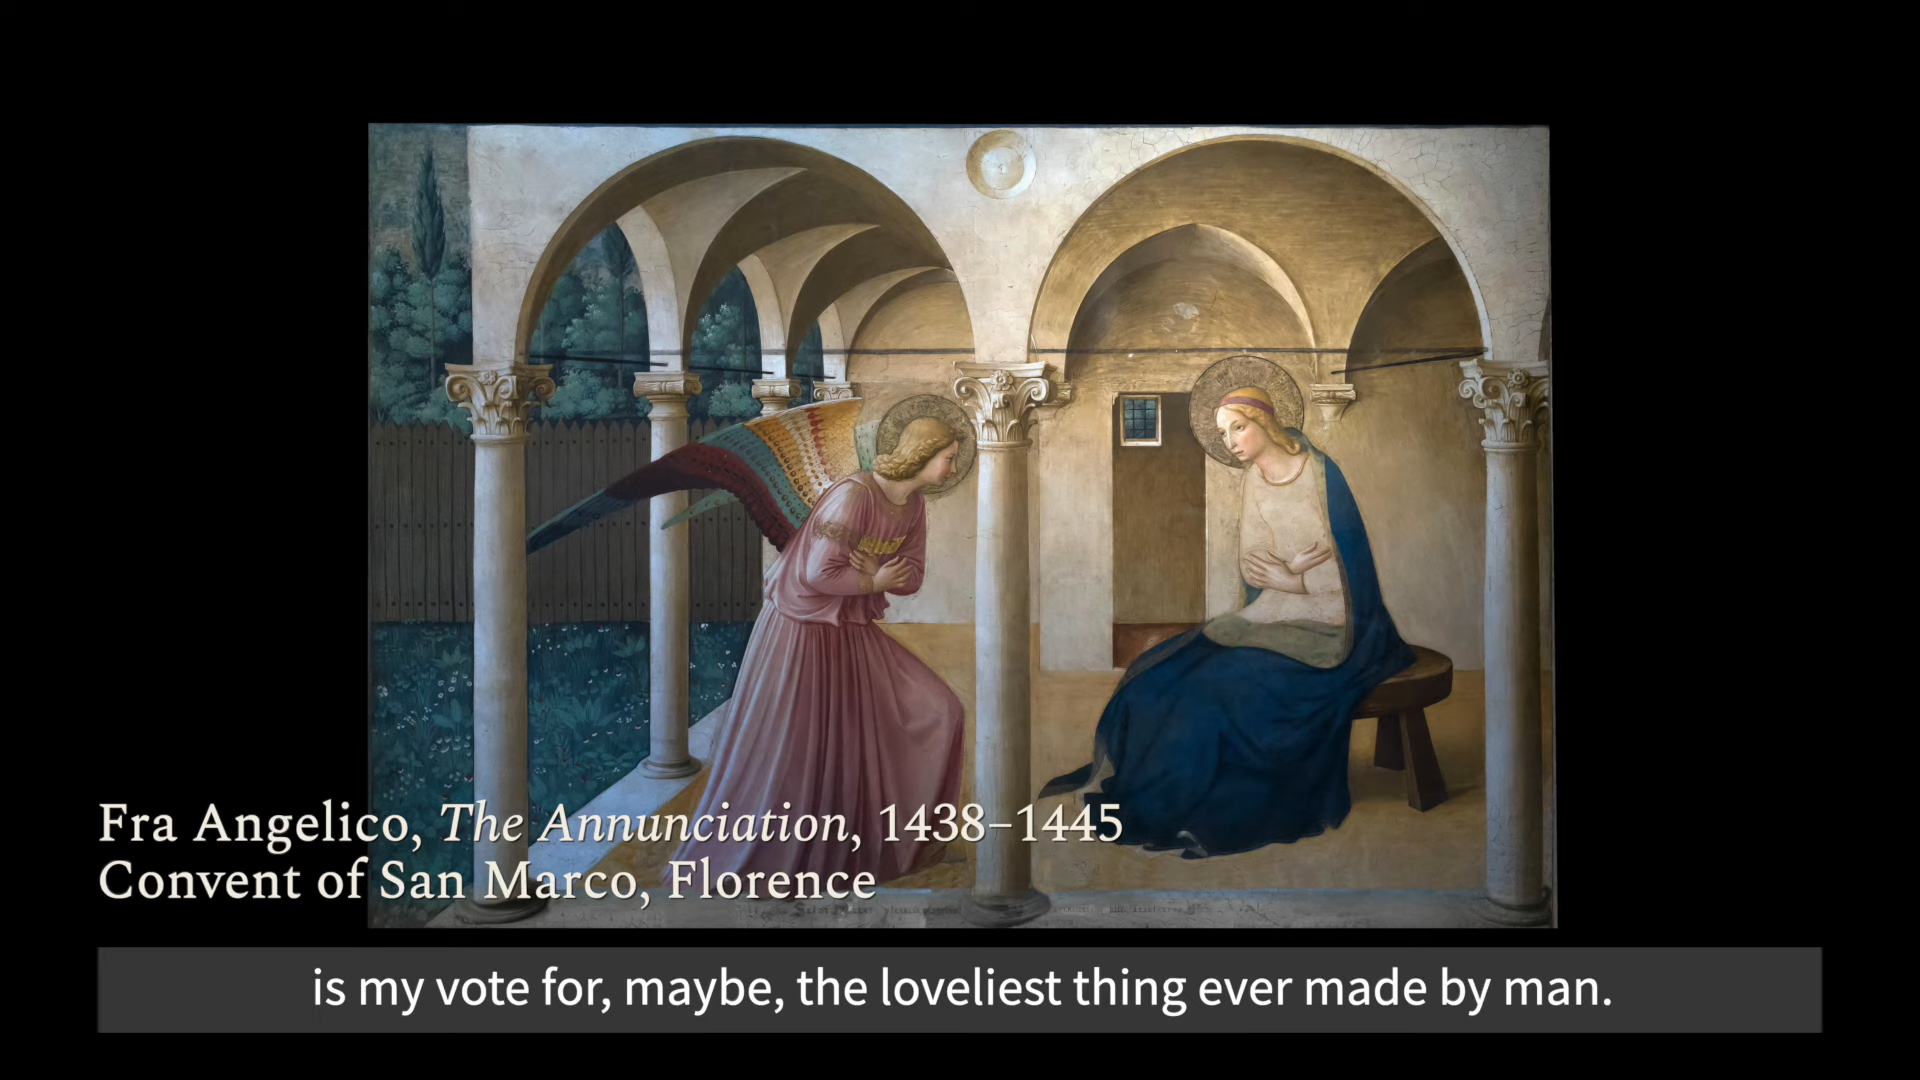 Fra Angelico, The Annunciation, 1438–1445
Convent of San Marco, Florence
is my vote for, maybe, the loveliest thing ever made by man.